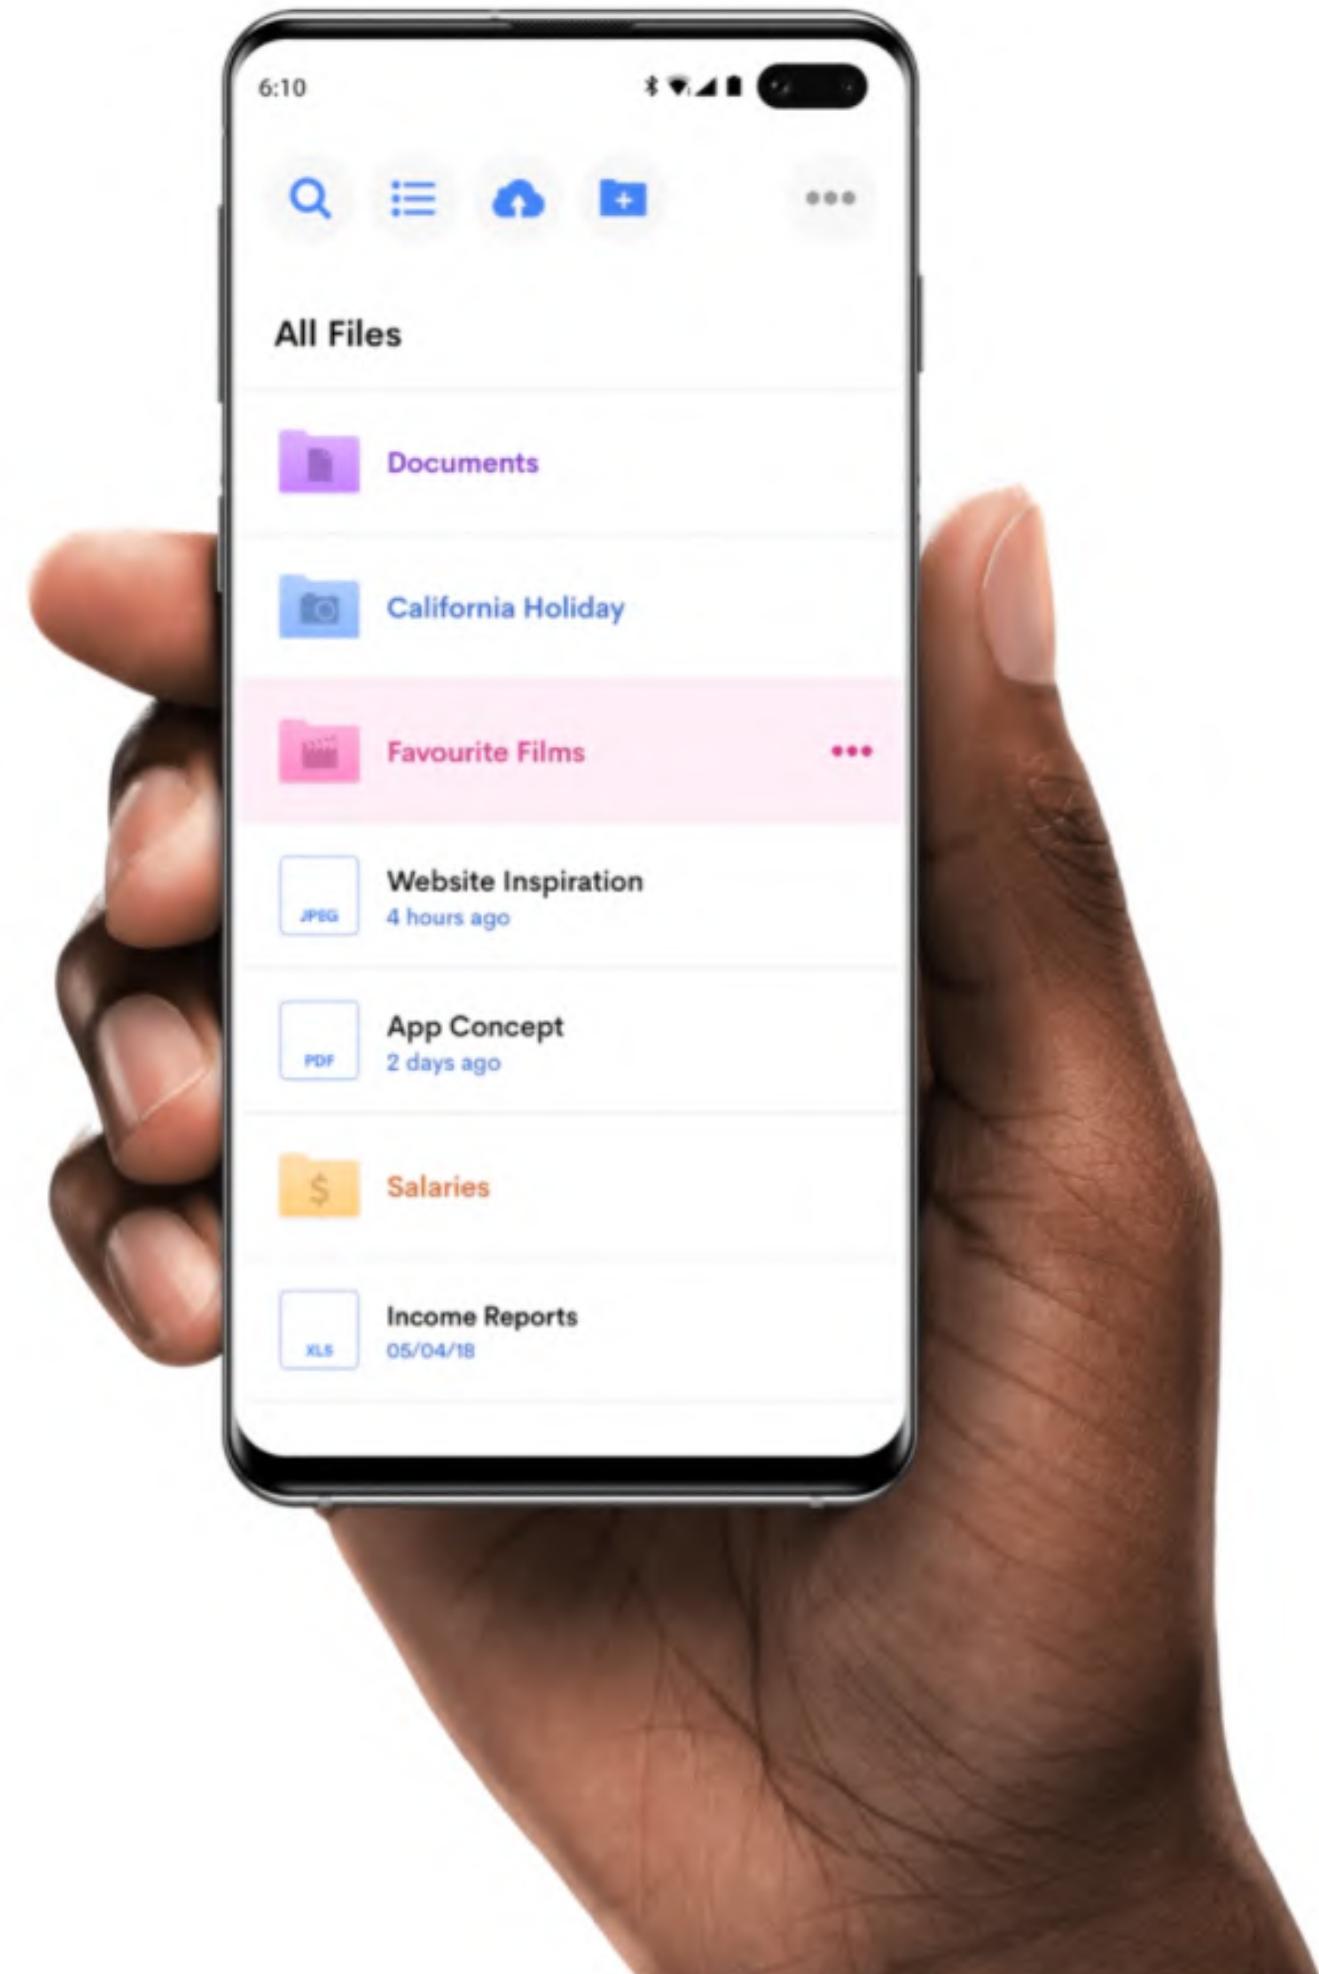 6:10
All Files
Documents
California Holiday
Favourite Films
Website Inspiration
JPEG
4 hours ago
App Concept
PDF
2 days ago
$
Salaries
Income Reports
XLS
05/04/18